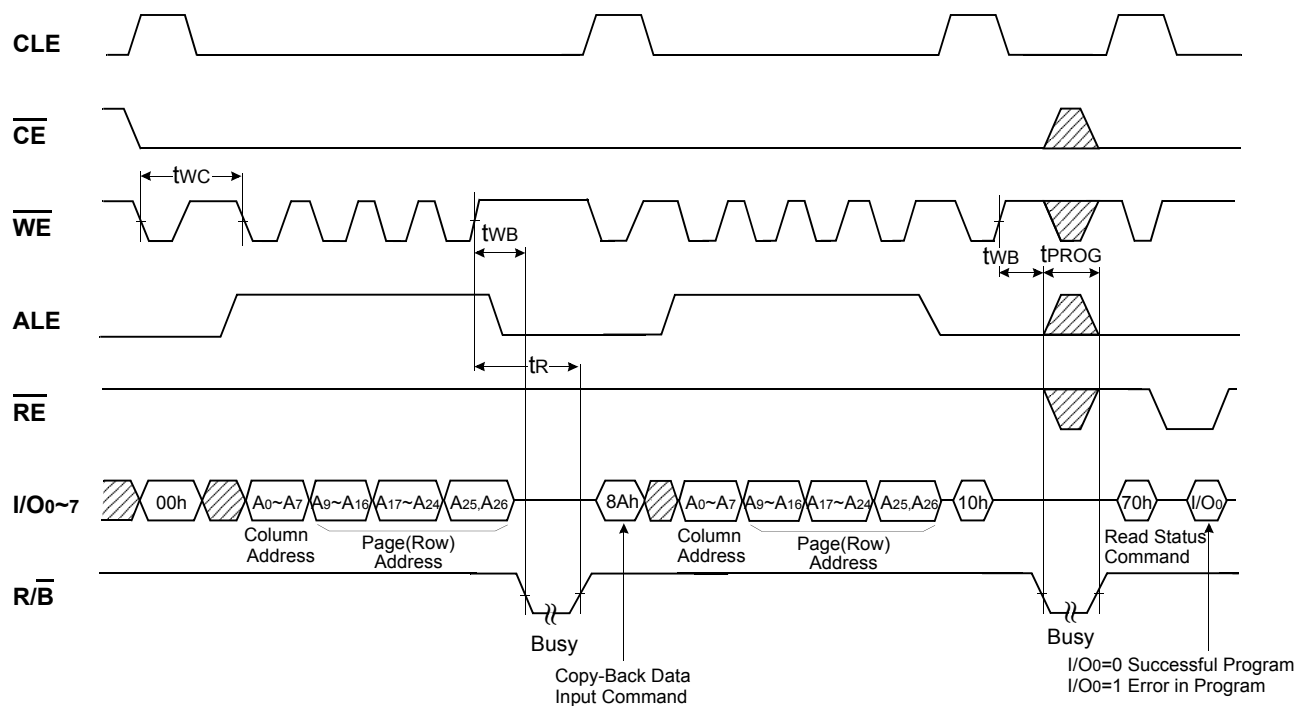 CLE
CE
tWC
WE
tWB
tWB
tPROG
ALE
tR
RE
I/O0~7
00h
A0~A7
A9~A16
A17~A24
A25,A26
8Ah
A0~A7
A9~A16
A17~A24
A25,A26
10h
70h
I/O0
Column
Address
Page(Row)
Address
Column
Address
Page(Row)
Address
Read Status
Command
R/B
Busy
Busy
Copy-Back Data
Input Command
I/O0=0 Successful Program
I/O0=1 Error in Program